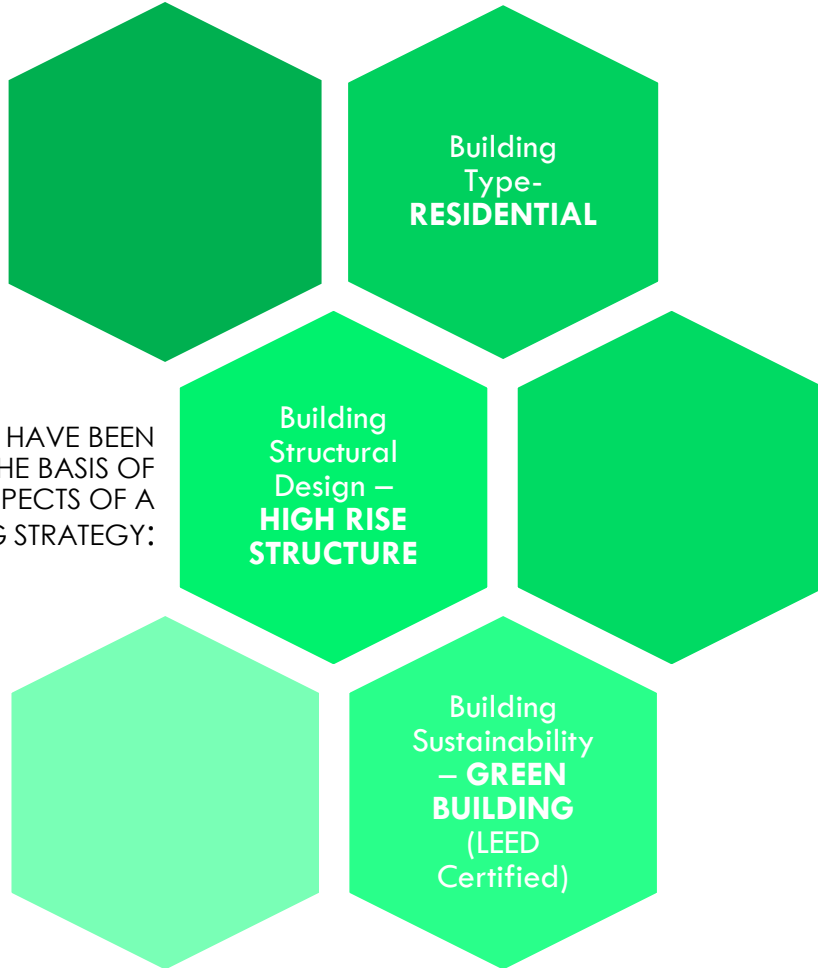 Building
Type-
RESIDENTIAL
HAVE BEEN
HE BASIS OF
PECTS OF A
G STRATEGY:
Building
Structural
Design –
HIGH RISE
STRUCTURE
Building
Sustainability
– GREEN
BUILDING
(LEED
Certified)